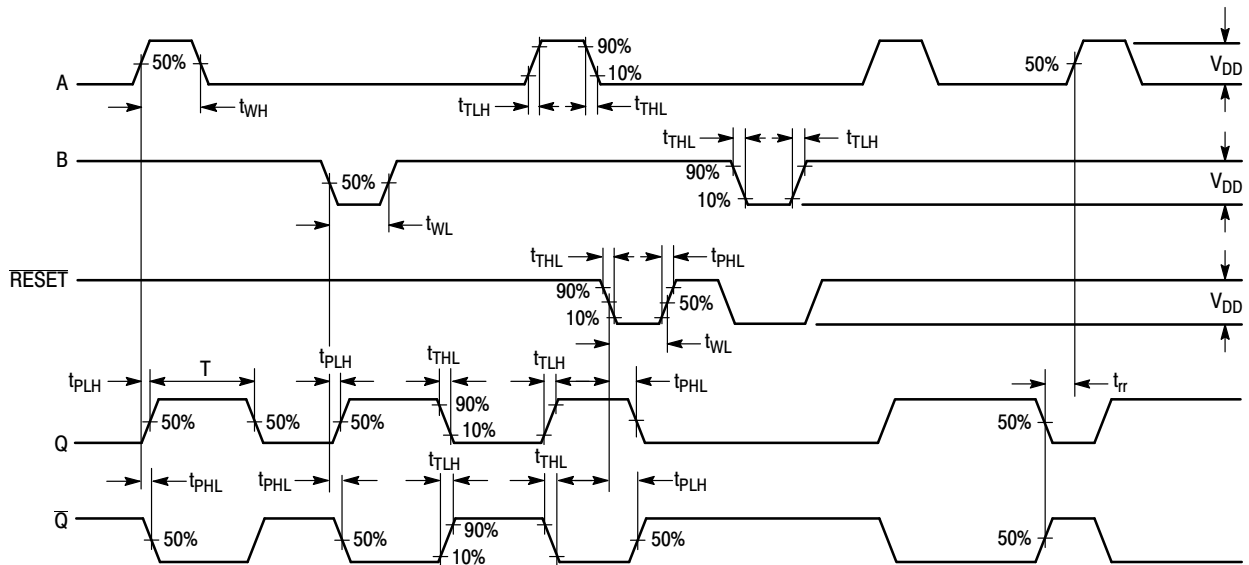 A
50%
t_WH
90%
10%
t_TLH
t_THL
50%
V_DD
B
50%
t_WL
t_THL
t_TLH
90%
10%
V_DD
RESET
t_THL
t_PHL
90%
10%
50%
t_WL
V_DD
t_PLH
T
t_PLH
t_THL
t_TLH
t_PHL
t_rr
Q
50%
50%
50%
90%
10%
50%
t_PHL
t_PHL
t_TLH
t_THL
t_PLH
Q
50%
50%
90%
10%
50%
50%